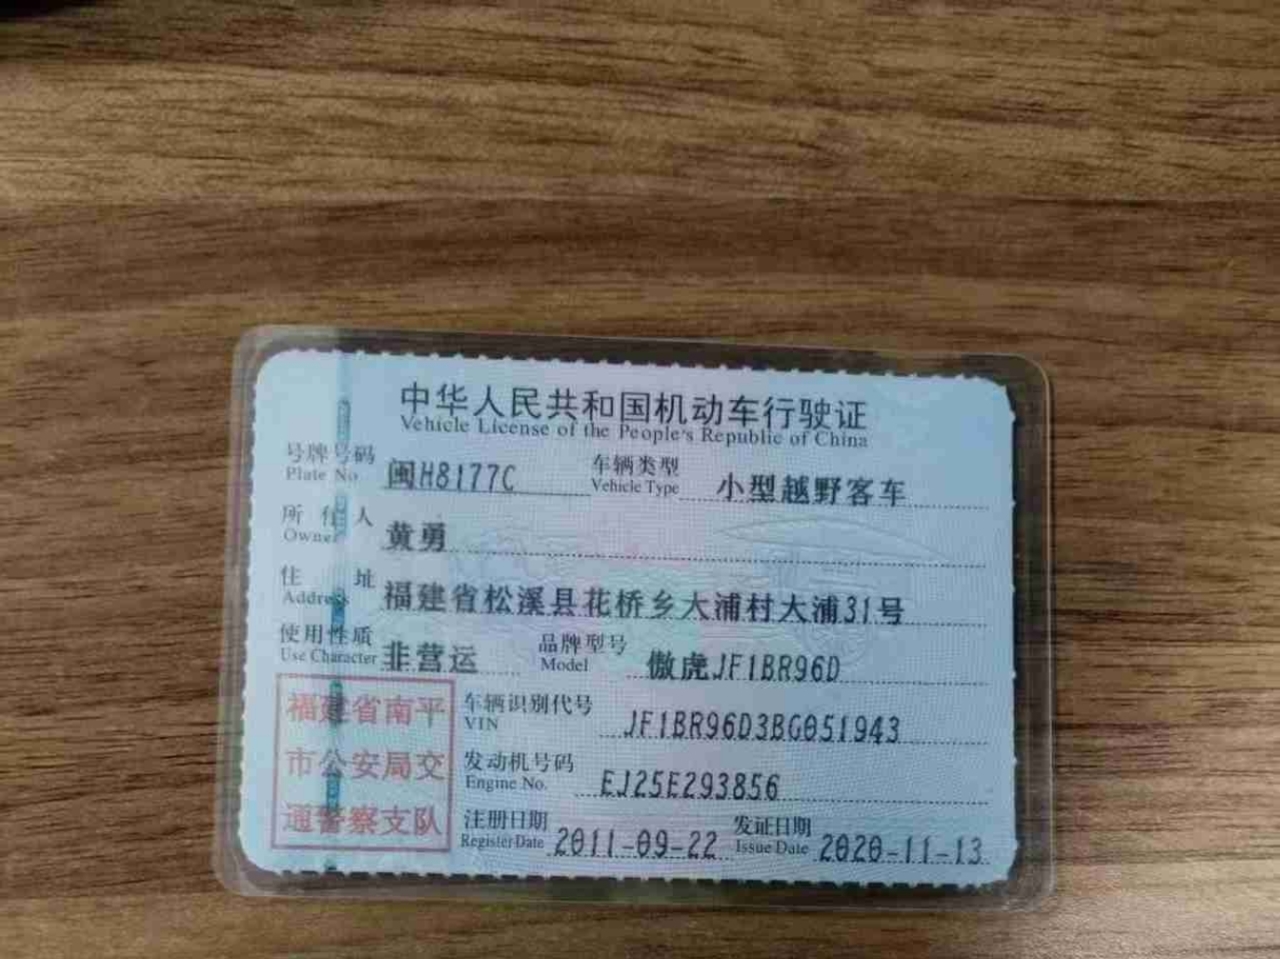 中华人民共和国机动车行驶证
Vehicle License of the People's Republic of China
号牌号码 闽H8177C 车辆类型 小型越野客车
Plate No. Vehicle Type
所有人 黄勇
Owner
住址 福建省松溪县花桥乡大浦村大浦31号
Address
使用性质 非营运 品牌型号 傲虎JF1BR96D
Use Character Model
福建省南平
市公安局交
通警察支队
车辆识别代号 JF1BR96D3BG051943
VIN
发动机号码 EJ25E293856
Engine No.
注册日期 2011-09-22 发证日期 2020-11-13
Register Date Issue Date